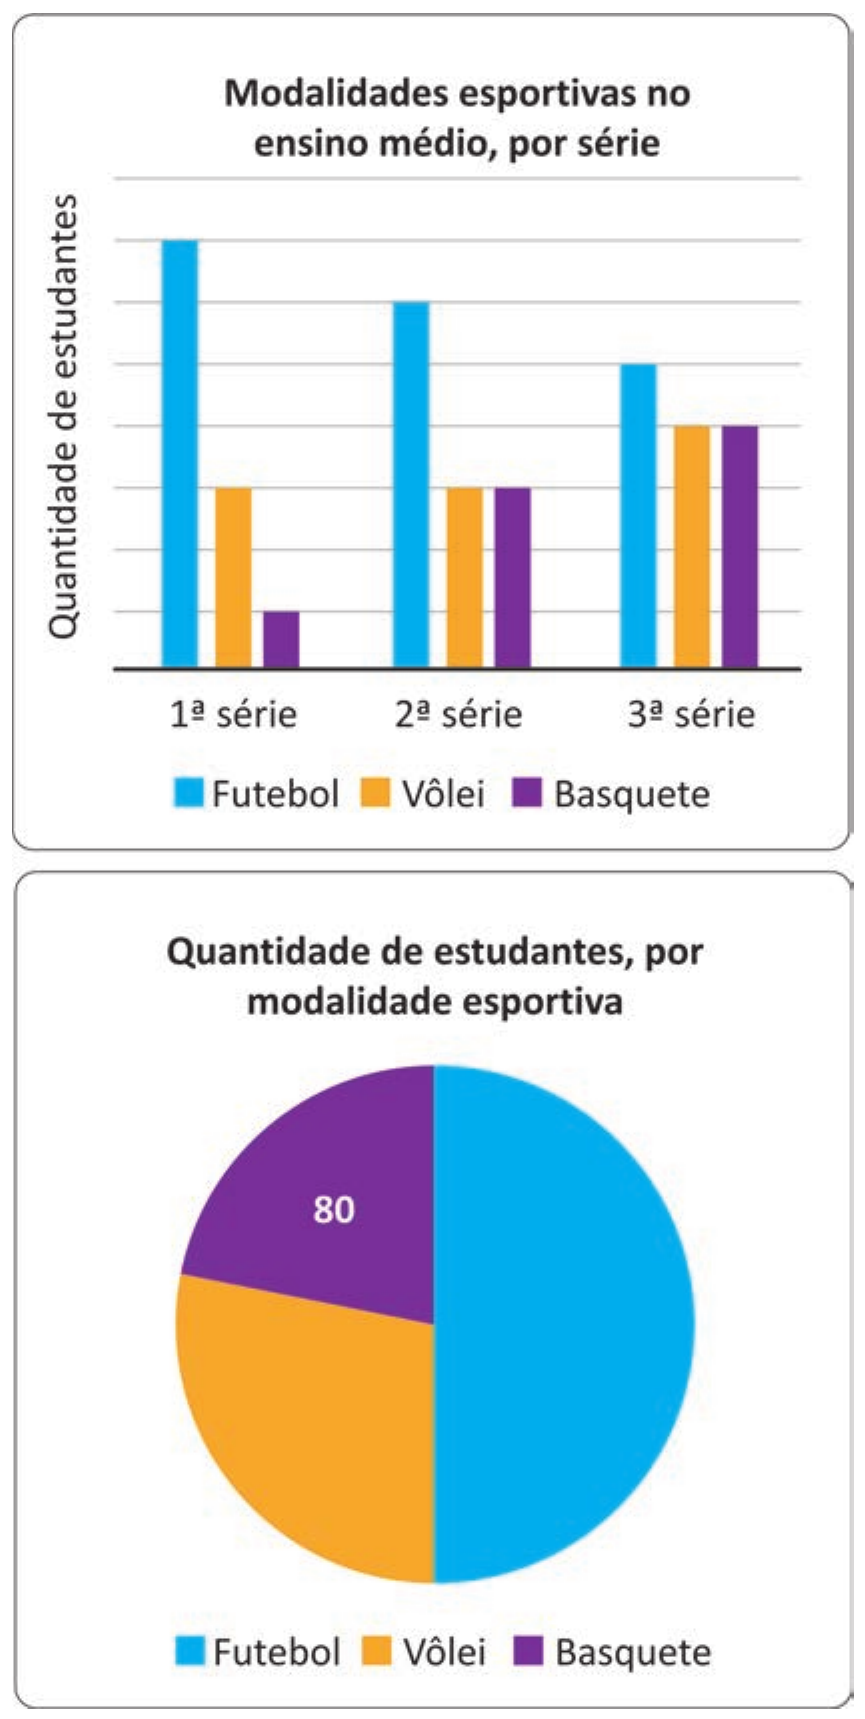 Modalidades esportivas no
ensino médio, por série
Quantidade de estudantes
1ª série 2ª série 3ª série
Futebol Vôlei Basquete
Quantidade de estudantes, por
modalidade esportiva
80
Futebol Vôlei Basquete